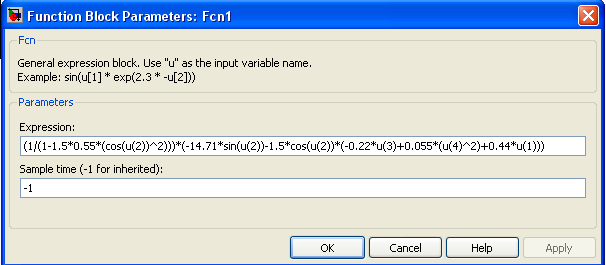 Function Block Parameters: Fcn1
Fcn
General expression block. Use "u" as the input variable name.
Example: sin(u[1] * exp(2.3 * -u[2]))
Parameters
Expression:
(1/(1-1.5*0.55*(cos(u(2))^2)))*(-14.71*sin(u(2))-1.5*cos(u(2))*(-0.22*u(3)+0.055*(u(4)^2)+0.44*u(1)))
Sample time (-1 for inherited):
-1
OK Cancel Help Apply